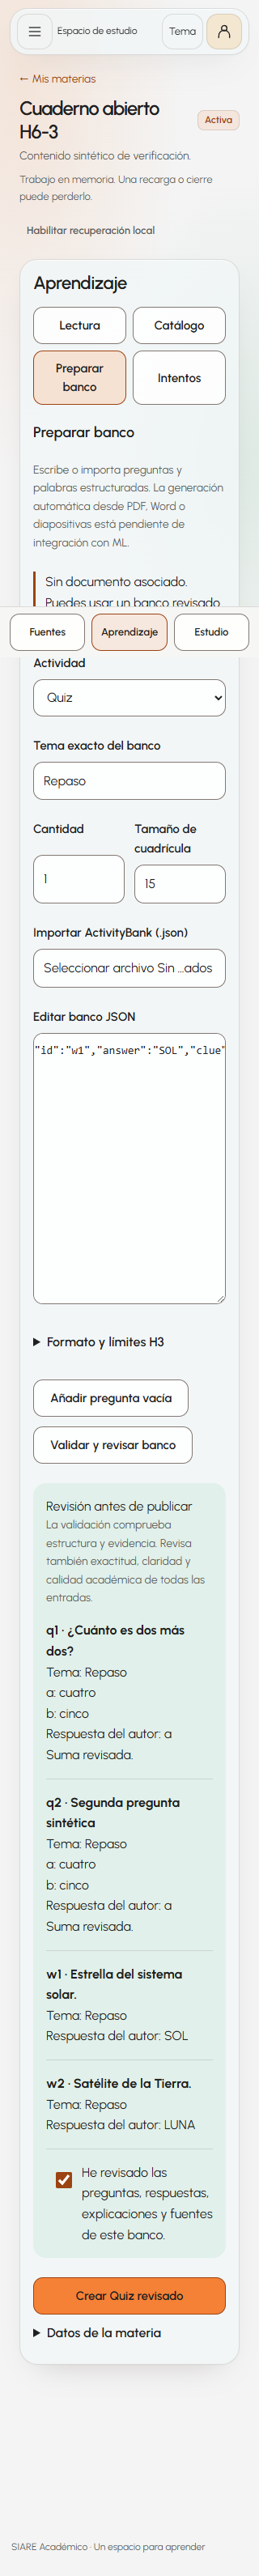 Espacio de estudio
Tema
← Mis materias
Cuaderno abierto
H6-3
Activa
Contenido sintético de verificación.
Trabajo en memoria. Una recarga o cierre
puede perderlo.
Habilitar recuperación local
Aprendizaje
Lectura
Catálogo
Preparar
banco
Intentos
Preparar banco
Escribe o importa preguntas y
palabras estructuradas. La generación
automática desde PDF, Word o
diapositivas está pendiente de
integración con ML.
Sin documento asociado.
Puedes usar un banco revisado
Fuentes
Aprendizaje
Estudio
Actividad
Quiz
Tema exacto del banco
Repaso
Cantidad
Tamaño de
cuadrícula
1
15
Importar ActivityBank (.json)
Seleccionar archivo Sin ...ados
Editar banco JSON
"id":"w1","answer":"SOL","clue"
Formato y límites H3
Añadir pregunta vacía
Validar y revisar banco
Revisión antes de publicar
La validación comprueba
estructura y evidencia. Revisa
también exactitud, claridad y
calidad académica de todas las
entradas.
q1 · ¿Cuánto es dos más
dos?
Tema: Repaso
a: cuatro
b: cinco
Respuesta del autor: a
Suma revisada.
q2 · Segunda pregunta
sintética
Tema: Repaso
a: cuatro
b: cinco
Respuesta del autor: a
Suma revisada.
w1 · Estrella del sistema
solar.
Tema: Repaso
Respuesta del autor: SOL
w2 · Satélite de la Tierra.
Tema: Repaso
Respuesta del autor: LUNA
He revisado las
preguntas, respuestas,
explicaciones y fuentes
de este banco.
Crear Quiz revisado
Datos de la materia
SIARE Académico · Un espacio para aprender